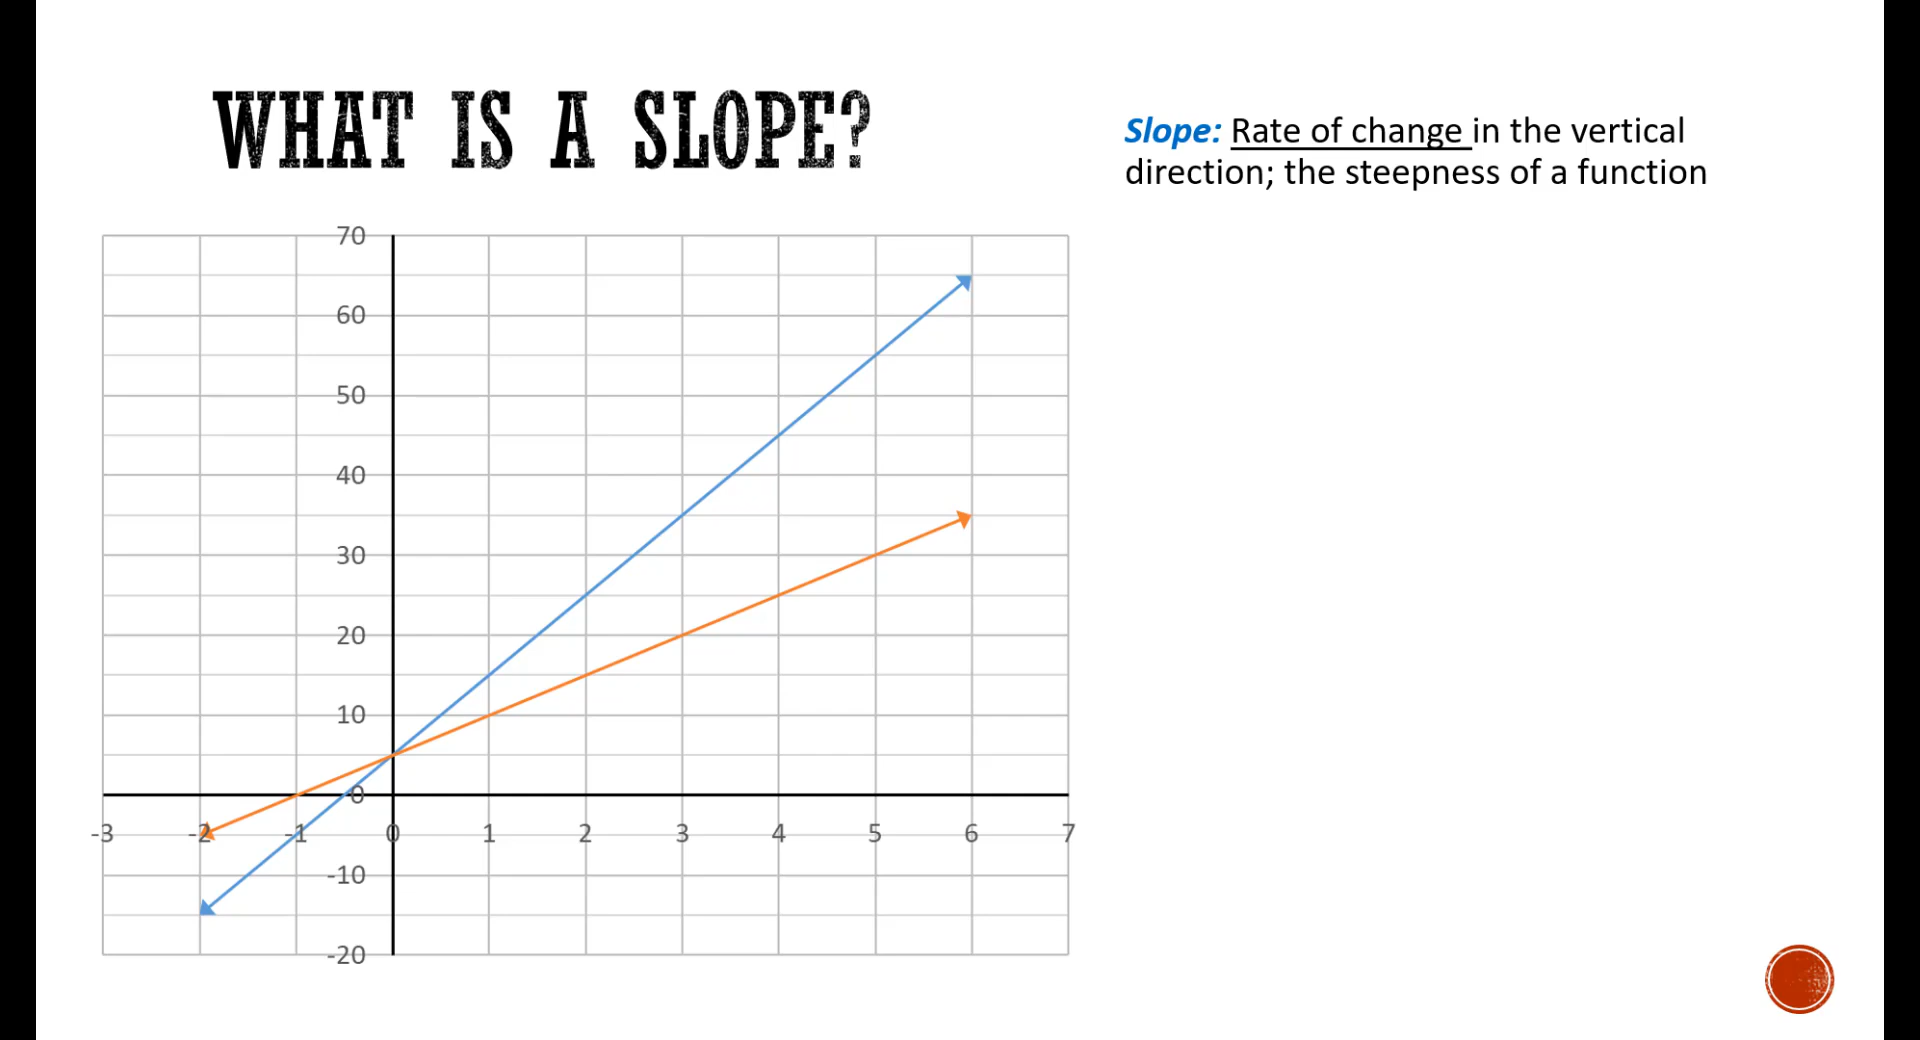 WHAT IS A SLOPE?
Slope: Rate of change in the vertical
direction; the steepness of a function
70
60
50
40
30
20
10
0
-3 -2 -1 0 1 2 3 4 5 6 7
-10
-20